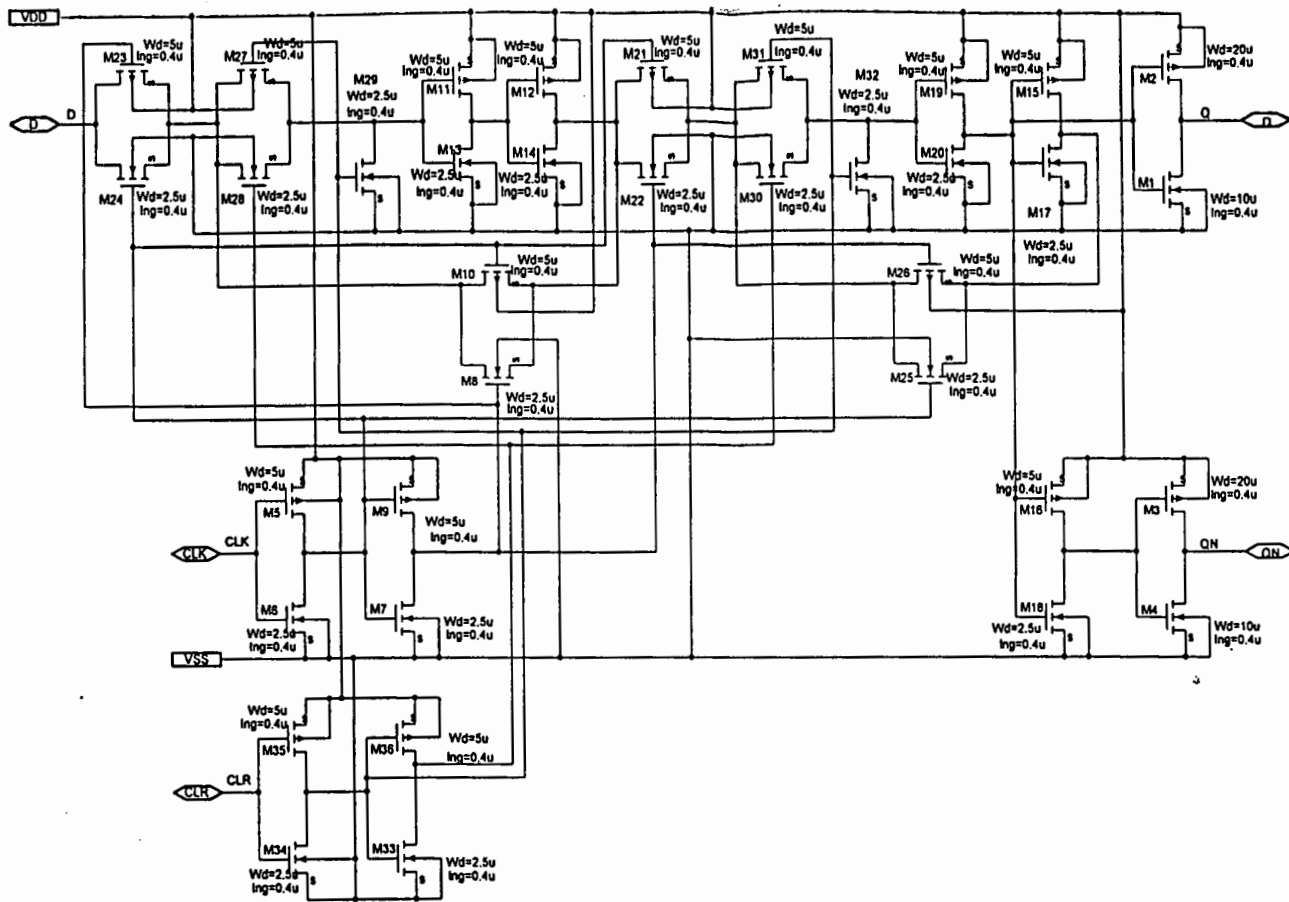 VDD
Wd=5u
M23
lng=0.4u
Wd=5u
M27
lng=0.4u
M29
Wd=2.5u
lng=0.4u
Wd=5u
lng=0.4u
M11
Wd=5u
lng=0.4u
M12
Wd=5u
M21
lng=0.4u
Wd=5u
M31
lng=0.4u
M32
Wd=2.5u
lng=0.4u
Wd=5u
lng=0.4u
M19
Wd=5u
lng=0.4u
M15
Wd=20u
lng=0.4u
M2
D
D
Q
s
M24
Wd=2.5u
lng=0.4u
M28
Wd=2.5u
lng=0.4u
M13
Wd=2.5u
lng=0.4u
M14
Wd=2.5u
lng=0.4u
M22
Wd=2.5u
lng=0.4u
M30
Wd=2.5u
lng=0.4u
M20
Wd=2.5u
lng=0.4u
M17
Wd=2.5u
lng=0.4u
M1
Wd=10u
lng=0.4u
M10
Wd=5u
lng=0.4u
M26
Wd=5u
lng=0.4u
M8
Wd=2.5u
lng=0.4u
M25
Wd=2.5u
lng=0.4u
Wd=5u
lng=0.4u
M5
M9
Wd=5u
lng=0.4u
Wd=5u
lng=0.4u
M16
M3
Wd=20u
lng=0.4u
CLK
CLK
QN
QN
M6
Wd=2.5u
lng=0.4u
M7
Wd=2.5u
lng=0.4u
M18
Wd=2.5u
lng=0.4u
M4
Wd=10u
lng=0.4u
VSS
Wd=5u
lng=0.4u
M35
M36
Wd=5u
lng=0.4u
CLR
CLR
M34
Wd=2.5u
lng=0.4u
M33
Wd=2.5u
lng=0.4u